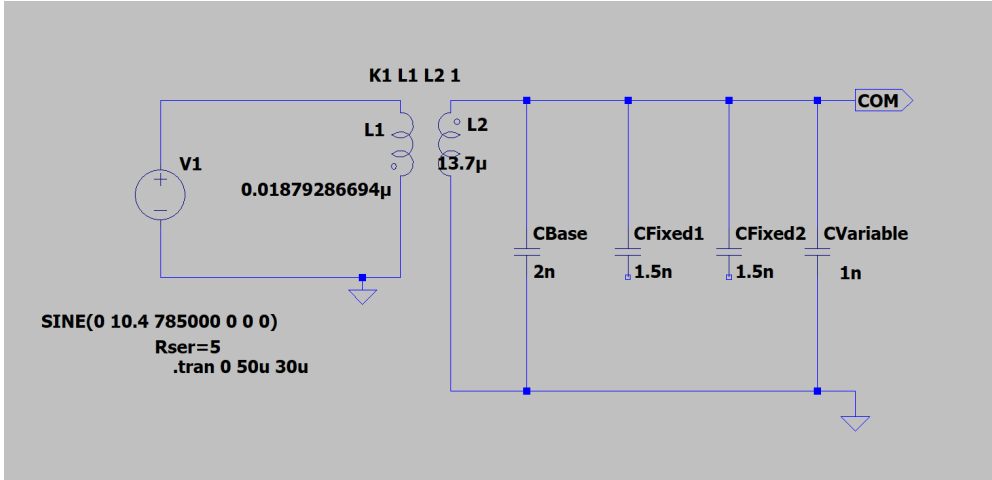 K1 L1 L2 1
COM
L1
L2
V1
13.7µ
0.01879286694µ
CBase
CFixed1
CFixed2
CVariable
2n
1.5n
1.5n
1n
SINE(0 10.4 785000 0 0 0)
Rser=5
.tran 0 50u 30u